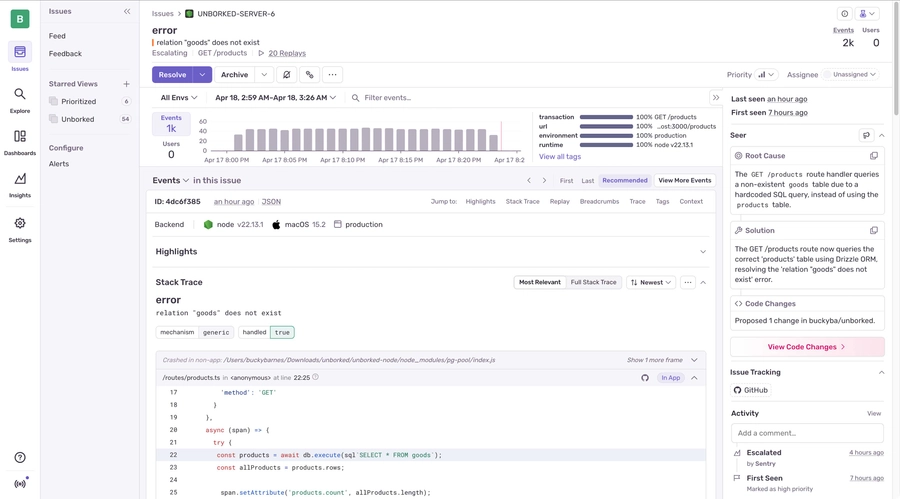 B
Issues
Explore
Dashboards
Insights
Settings
Issues
Feed
Feedback
Starred Views
Prioritized 6
Unborked 54
Configure
Alerts
Issues > UNBORKED-SERVER-6
error
relation "goods" does not exist
Escalating GET /products 20 Replays
Events Users
2k 0
Resolve Archive
Priority Assignee Unassigned
All Envs Apr 18, 2:59 AM–Apr 18, 3:26 AM Filter events...
Events
1k
Users
0
60
40
20
0
Apr 17 8:00 PM Apr 17 8:05 PM Apr 17 8:10 PM Apr 17 8:15 PM Apr 17 8:20 PM Apr 17 8:2
transaction 100% GET /products
url 100% ...ost:3000/products
environment 100% production
runtime 100% node v22.13.1
View all tags
Events in this issue
First Last Recommended View More Events
ID: 4dc6f385 an hour ago JSON
Jump to: Highlights Stack Trace Replay Breadcrumbs Trace Tags Context
Backend node v22.13.1 macOS 15.2 production
Highlights
Stack Trace
Most Relevant Full Stack Trace Newest
error
relation "goods" does not exist
mechanism generic handled true
Crashed in non-app: /Users/buckybarnes/Downloads/unborked/unborked-node/node_modules/pg-pool/index.js Show 1 more frame
/routes/products.ts in <anonymous> at line 22:25 In App
17 'method': 'GET'
18 }
19 },
20 async (span) => {
21 try {
22 const products = await db.execute(sql`SELECT * FROM goods`);
23 const allProducts = products.rows;
24
25 span.setAttribute('products.count', allProducts.length);
Last seen an hour ago
First seen 7 hours ago
Seer
Root Cause
The GET /products route handler queries
a non-existent goods table due to a
hardcoded SQL query, instead of using the
products table.
Solution
The GET /products route now queries the
correct 'products' table using Drizzle ORM,
resolving the 'relation "goods" does not
exist' error.
Code Changes
Proposed 1 change in buckyba/unborked.
View Code Changes
Issue Tracking
GitHub
Activity View
Add a comment...
Escalated 4 hours ago
by Sentry
First Seen 7 hours ago
Marked as high priority